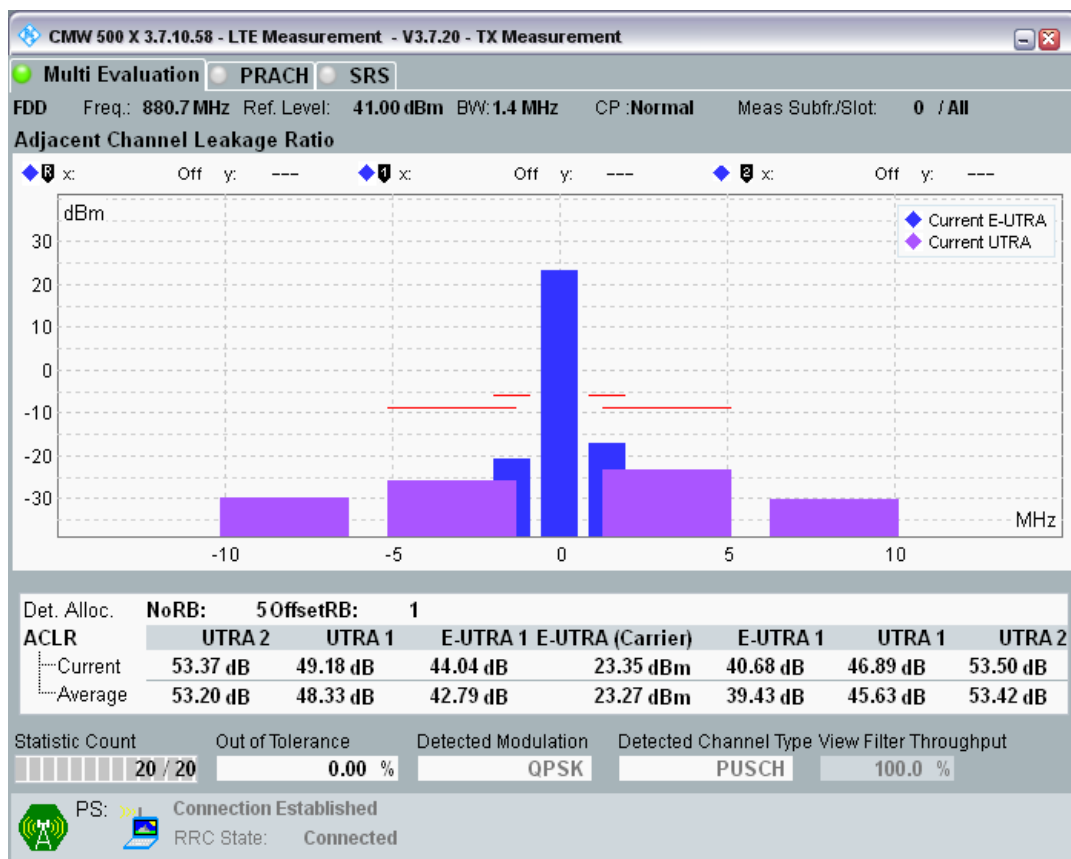 CMW 500 X 3.7.10.58 - LTE Measurement - V3.7.20 - TX Measurement
Multi Evaluation PRACH SRS
FDD Freq.: 880.7 MHz Ref. Level: 41.00 dBm BW: 1.4 MHz CP :Normal Meas Subfr./Slot: 0 / All
Adjacent Channel Leakage Ratio
R x: Off y: --- 1 x: Off y: --- 2 x: Off y: ---
dBm
Current E-UTRA
Current UTRA
30
20
10
0
-10
-20
-30
MHz
-10 -5 0 5 10
Det. Alloc. NoRB: 5 OffsetRB: 1
ACLR UTRA 2 UTRA 1 E-UTRA 1 E-UTRA (Carrier) E-UTRA 1 UTRA 1 UTRA 2
Current 53.37 dB 49.18 dB 44.04 dB 23.35 dBm 40.68 dB 46.89 dB 53.50 dB
Average 53.20 dB 48.33 dB 42.79 dB 23.27 dBm 39.43 dB 45.63 dB 53.42 dB
Statistic Count Out of Tolerance Detected Modulation Detected Channel Type View Filter Throughput
20 / 20 0.00 % QPSK PUSCH 100.0 %
PS: Connection Established
RRC State: Connected